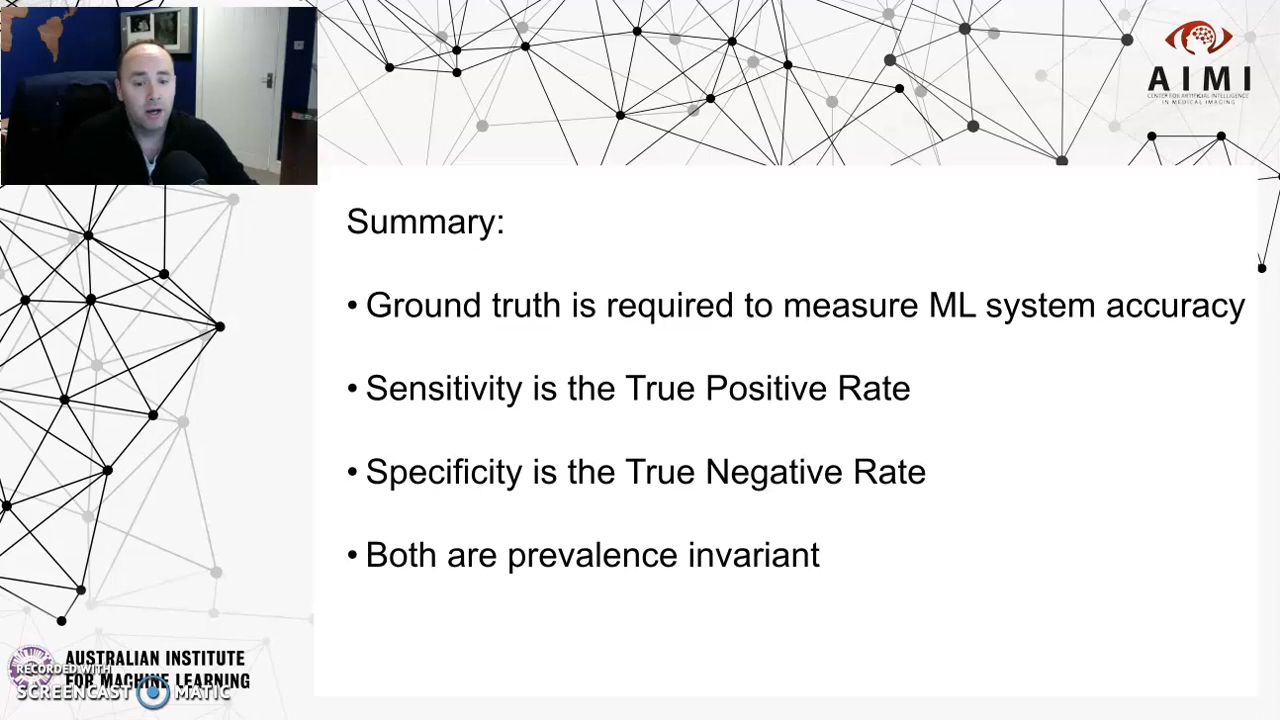 AIMI
CENTER FOR ARTIFICIAL INTELLIGENCE
IN MEDICAL IMAGING
Summary:
• Ground truth is required to measure ML system accuracy
• Sensitivity is the True Positive Rate
• Specificity is the True Negative Rate
• Both are prevalence invariant
AUSTRALIAN INSTITUTE
FOR MACHINE LEARNING
RECORDED WITH
SCREENCAST MATIC